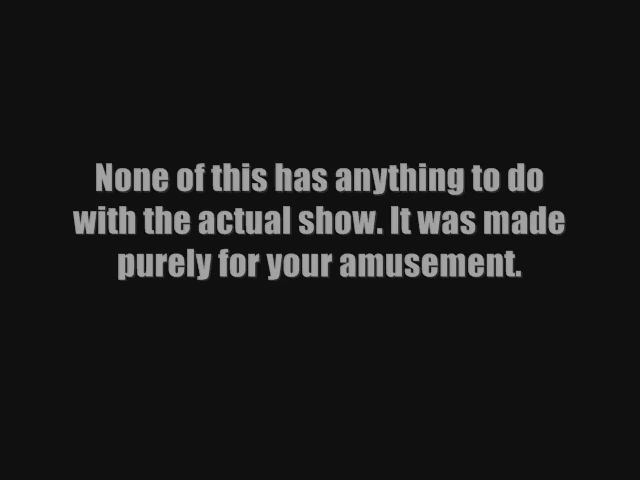 None of this has anything to do
with the actual show. It was made
purely for your amusement.